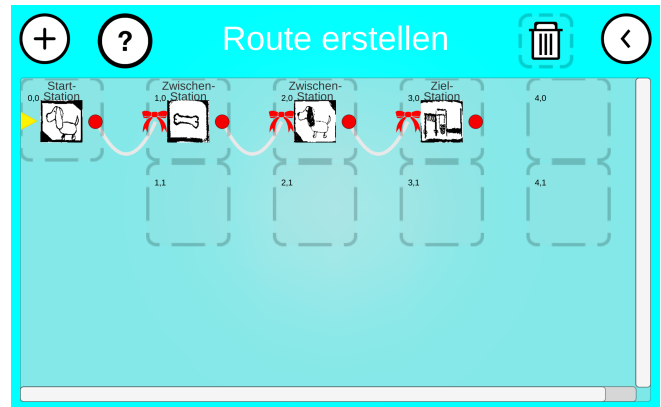 +
?
Route erstellen
Start-
Station
0,0
Zwischen-
Station
1,0
Zwischen-
Station
2,0
Ziel-
Station
3,0
4,0
1,1
2,1
3,1
4,1